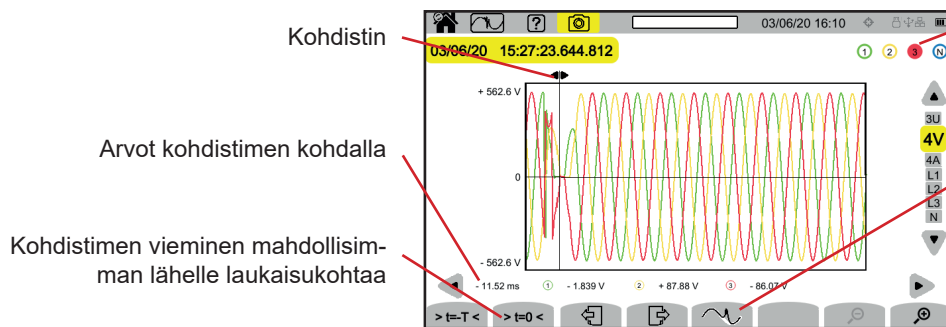 Kohdistin
Arvot kohdistimen kohdalla
Kohdistimen vieminen mahdollisim-
man lähelle laukaisukohtaa
?
03/06/20 16:10
03/06/20 15:27:23.644.812
1 2 3 N
+ 562.6 V
0
- 562.6 V
3U
4V
4A
L1
L2
L3
N
- 11.52 ms 1 - 1.839 V 2 + 87.88 V 3 - 86.07 V
> t=-T < > t=0 <